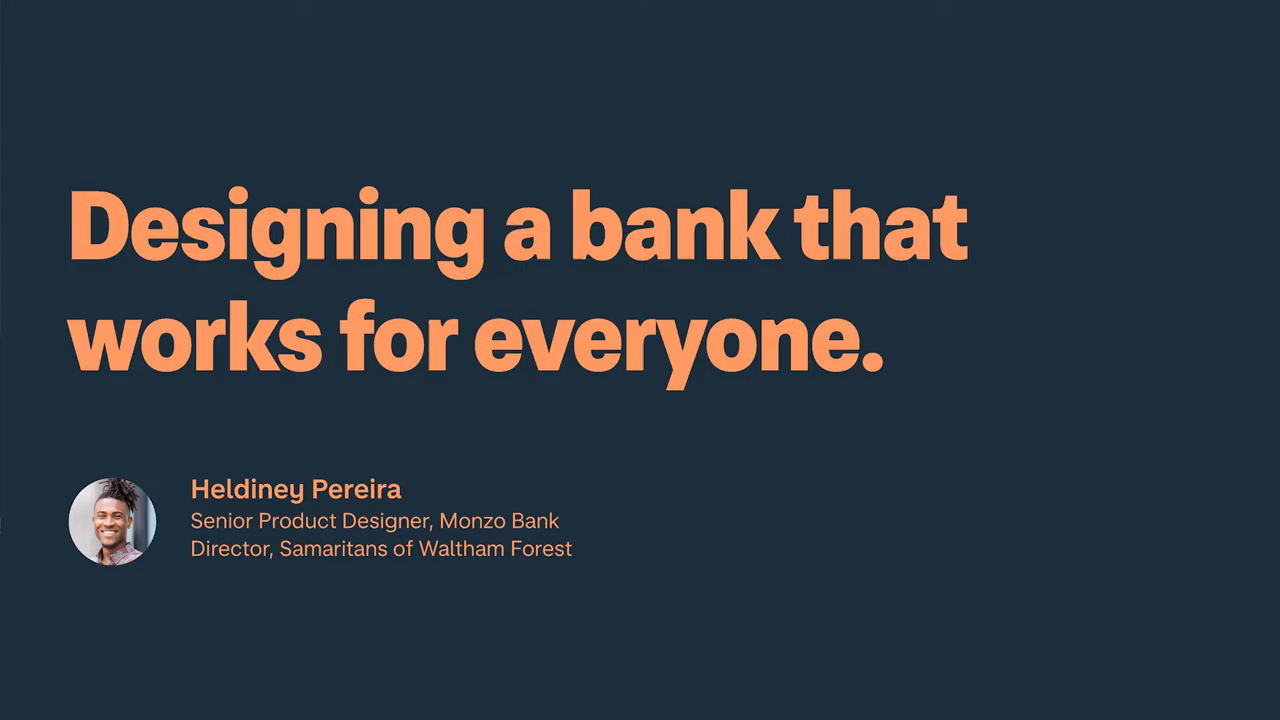 Designing a bank that
works for everyone.
Heldiney Pereira
Senior Product Designer, Monzo Bank
Director, Samaritans of Waltham Forest